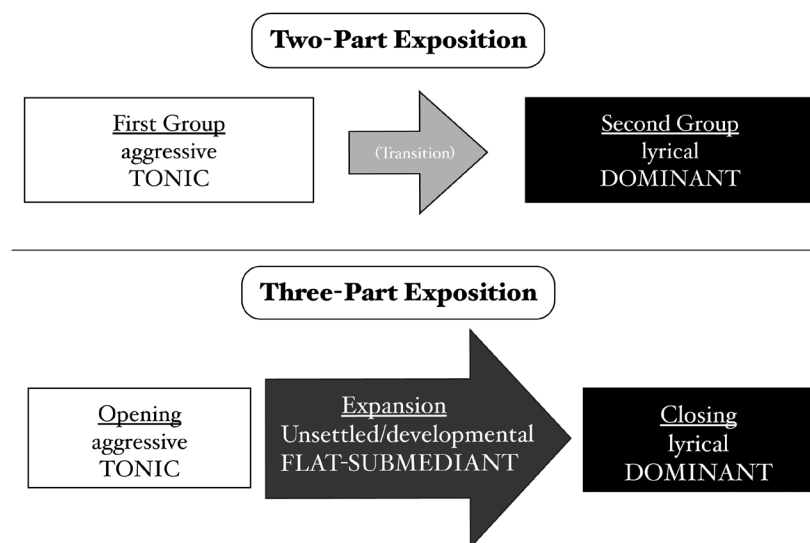 Two-Part Exposition
First Group
aggressive
TONIC
(Transition)
Second Group
lyrical
DOMINANT
Three-Part Exposition
Opening
aggressive
TONIC
Expansion
Unsettled/developmental
FLAT-SUBMEDIANT
Closing
lyrical
DOMINANT